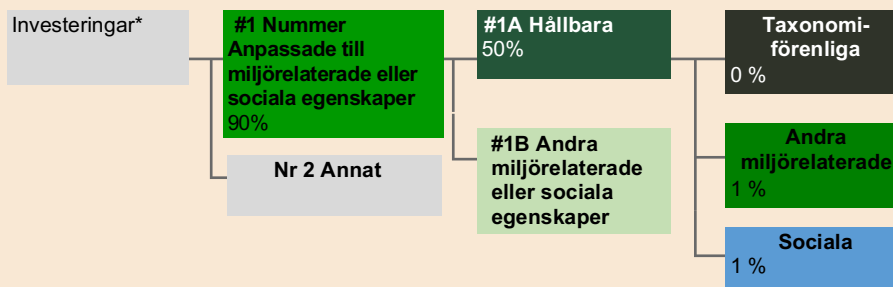 Investeringar*
#1 Nummer
Anpassade till
miljörelaterade eller
sociala egenskaper
90%
Nr 2 Annat
#1A Hållbara
50%
#1B Andra
miljörelaterade
eller sociala
egenskaper
Taxonomi-
förenliga
0 %
Andra
miljörelaterade
1 %
Sociala
1 %